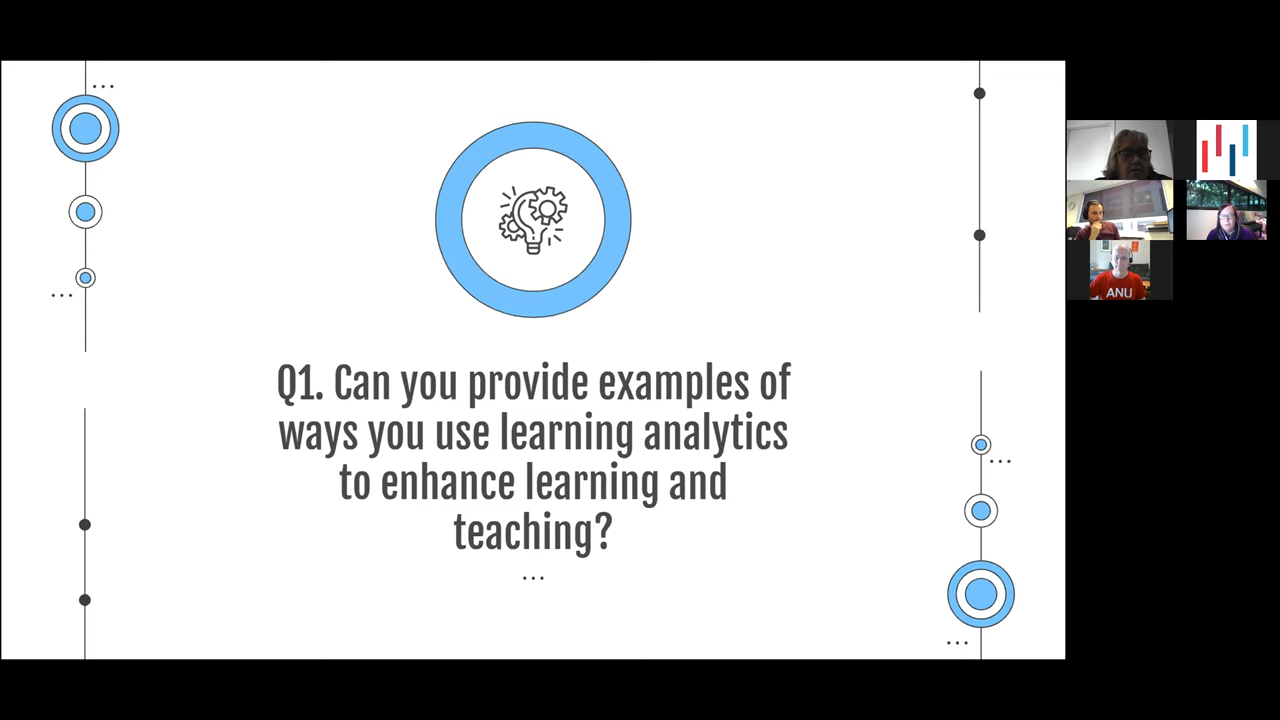 Q1. Can you provide examples of
ways you use learning analytics
to enhance learning and
teaching?
ANU